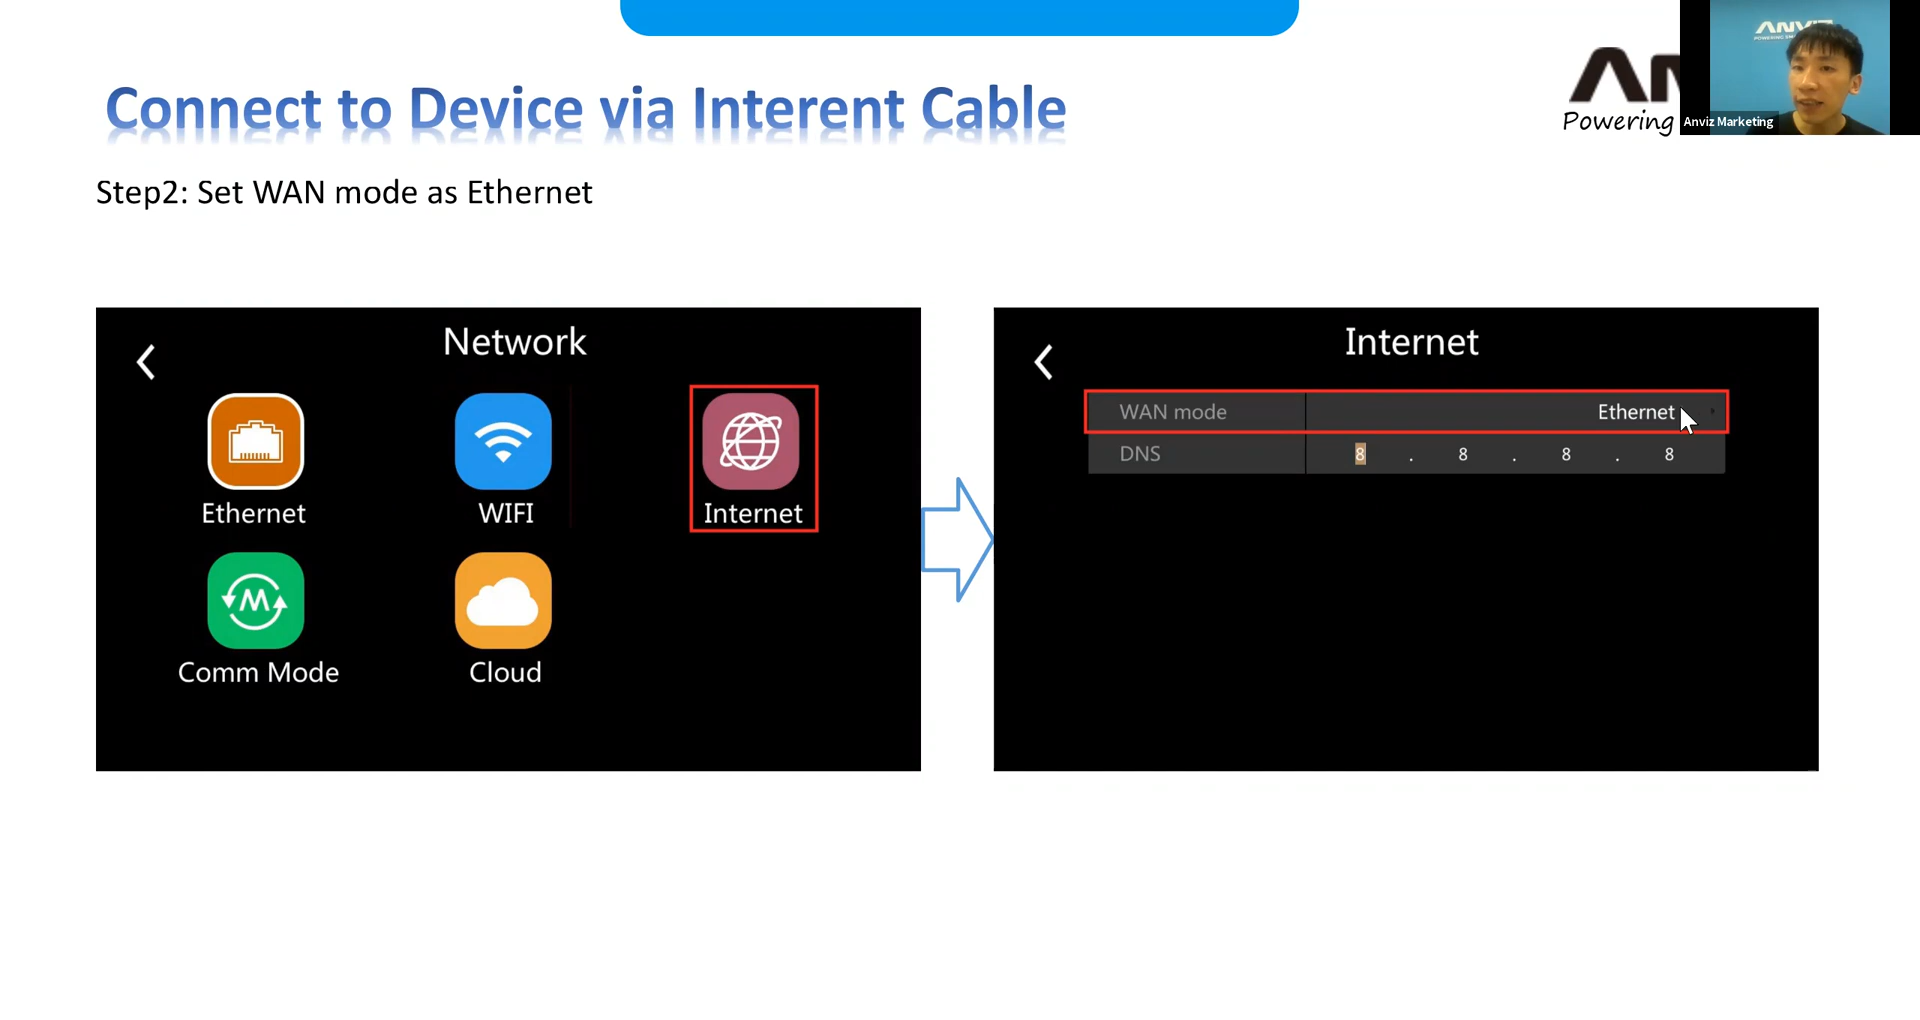 Connect to Device via Interent Cable
Powering
Anviz Marketing
Step2: Set WAN mode as Ethernet
Network
Ethernet
WIFI
Internet
Comm Mode
Cloud
Internet
WAN mode Ethernet
DNS 8 . 8 . 8 . 8